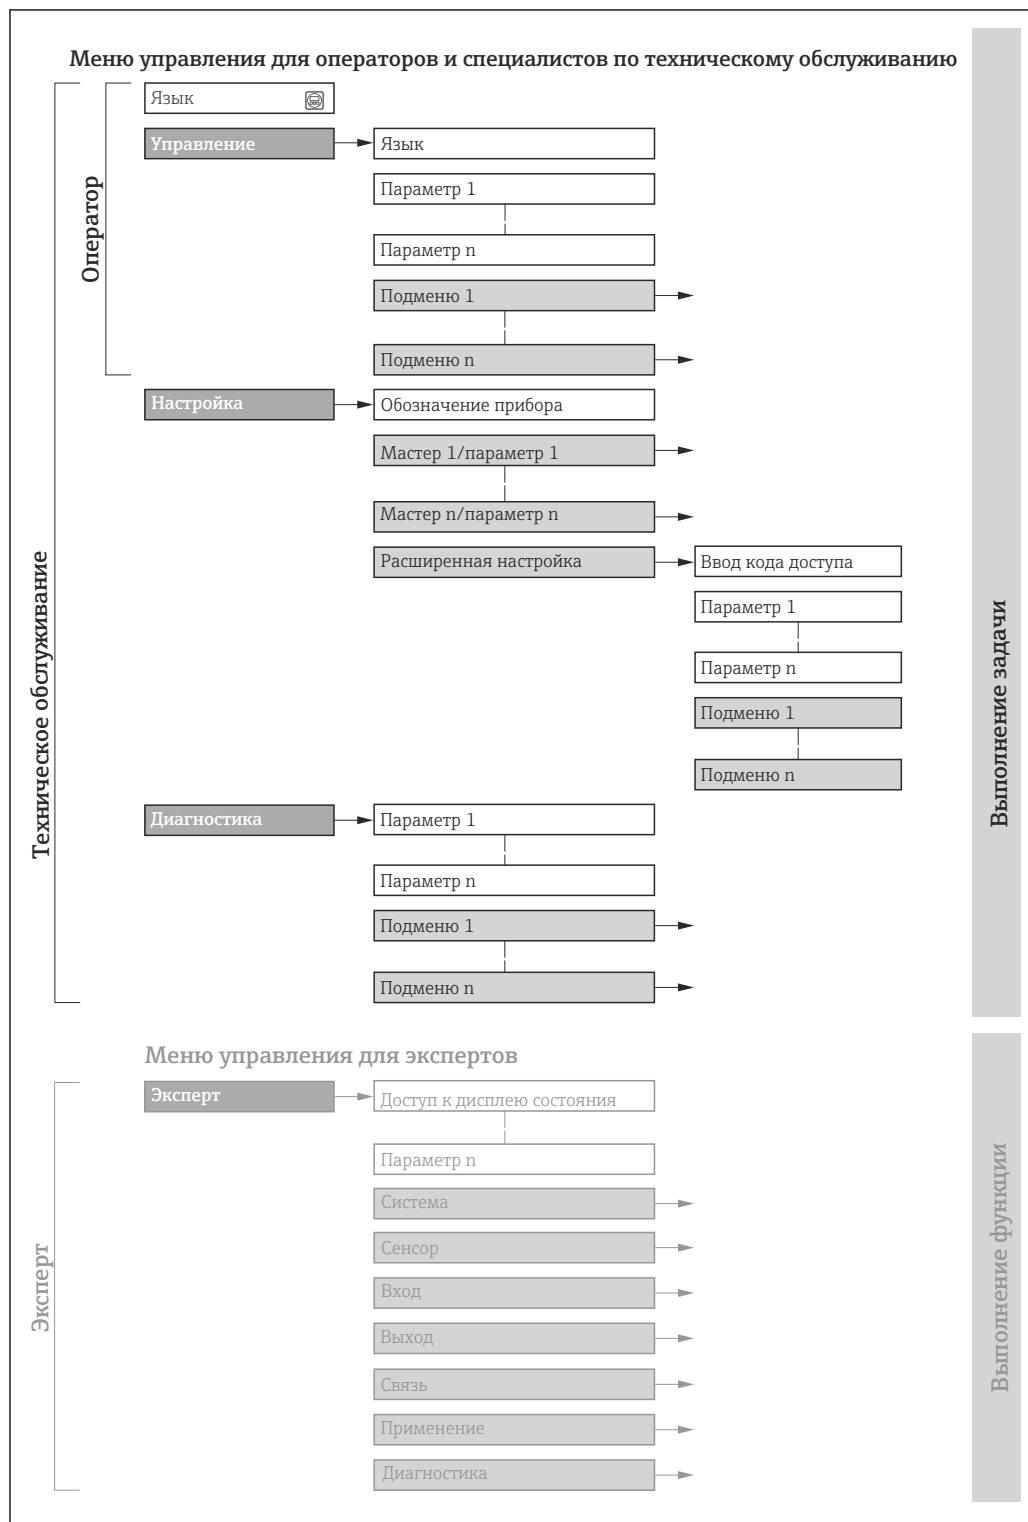 Меню управления для операторов и специалистов по техническому обслуживанию
Оператор
Техническое обслуживание
Язык
Управление
Язык
Параметр 1
Параметр n
Подменю 1
Подменю n
Настройка
Обозначение прибора
Мастер 1/параметр 1
Мастер n/параметр n
Расширенная настройка
Ввод кода доступа
Параметр 1
Параметр n
Подменю 1
Подменю n
Диагностика
Параметр 1
Параметр n
Подменю 1
Подменю n
Выполнение задачи
Меню управления для экспертов
Эксперт
Эксперт
Доступ к дисплею состояния
Параметр n
Система
Сенсор
Вход
Выход
Связь
Применение
Диагностика
Выполнение функции